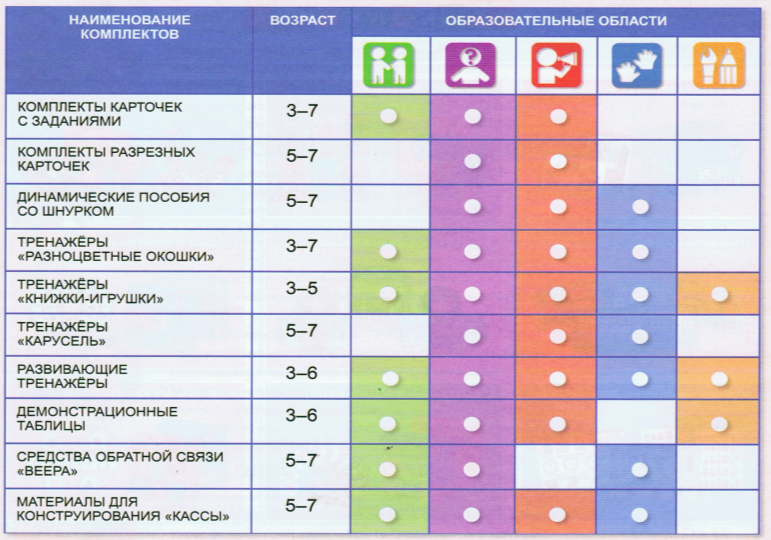 НАИМЕНОВАНИЕ
КОМПЛЕКТОВ
ВОЗРАСТ
ОБРАЗОВАТЕЛЬНЫЕ ОБЛАСТИ
?
КОМПЛЕКТЫ КАРТОЧЕК
С ЗАДАНИЯМИ
3–7
КОМПЛЕКТЫ РАЗРЕЗНЫХ
КАРТОЧЕК
5–7
ДИНАМИЧЕСКИЕ ПОСОБИЯ
СО ШНУРКОМ
5–7
ТРЕНАЖЁРЫ
«РАЗНОЦВЕТНЫЕ ОКОШКИ»
3–7
ТРЕНАЖЁРЫ
«КНИЖКИ-ИГРУШКИ»
3–5
ТРЕНАЖЁРЫ
«КАРУСЕЛЬ»
5–7
РАЗВИВАЮЩИЕ
ТРЕНАЖЁРЫ
3–6
ДЕМОНСТРАЦИОННЫЕ
ТАБЛИЦЫ
3–6
СРЕДСТВА ОБРАТНОЙ СВЯЗИ
«ВЕЕРА»
5–7
МАТЕРИАЛЫ ДЛЯ
КОНСТРУИРОВАНИЯ «КАССЫ»
5–7